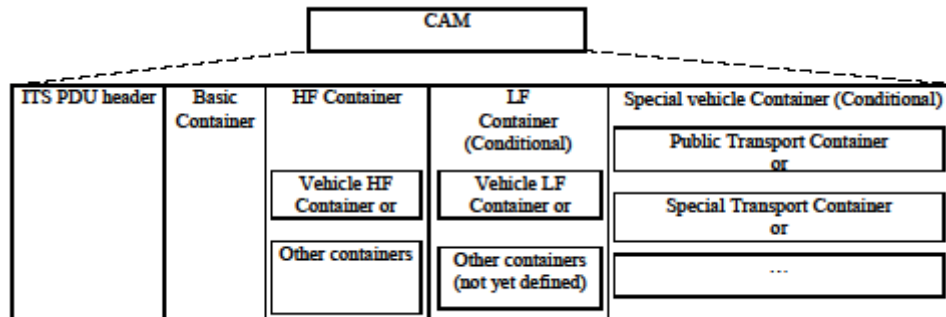 CAM
ITS PDU header
Basic
Container
HF Container
Vehicle HF
Container or
Other containers
LF
Container
(Conditional)
Vehicle LF
Container or
Other containers
(not yet defined)
Special vehicle Container (Conditional)
Public Transport Container
or
Special Transport Container
or
...